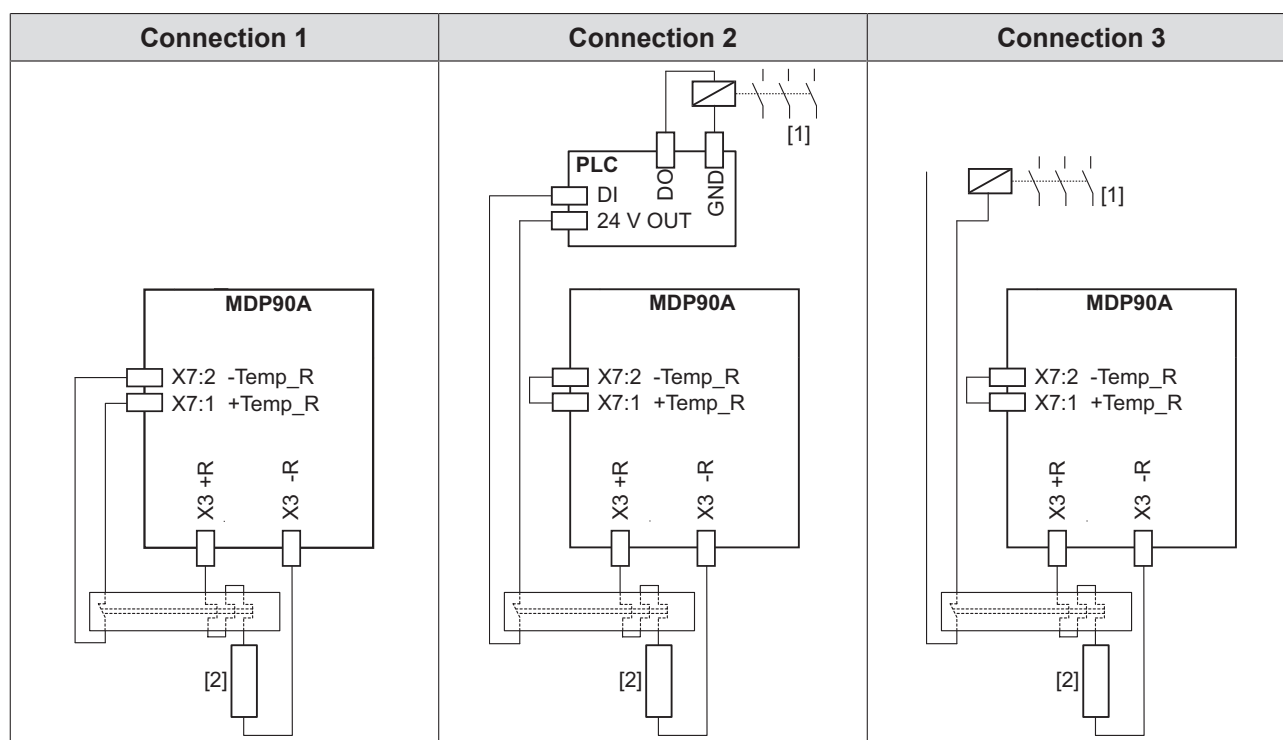 Connection 1
Connection 2
Connection 3
MDP90A
X7:2 -Temp_R
X7:1 +Temp_R
X3 +R
X3 -R
[2]
[1]
PLC
DO
GND
DI
24 V OUT
MDP90A
X7:2 -Temp_R
X7:1 +Temp_R
X3 +R
X3 -R
[2]
[1]
MDP90A
X7:2 -Temp_R
X7:1 +Temp_R
X3 +R
X3 -R
[2]